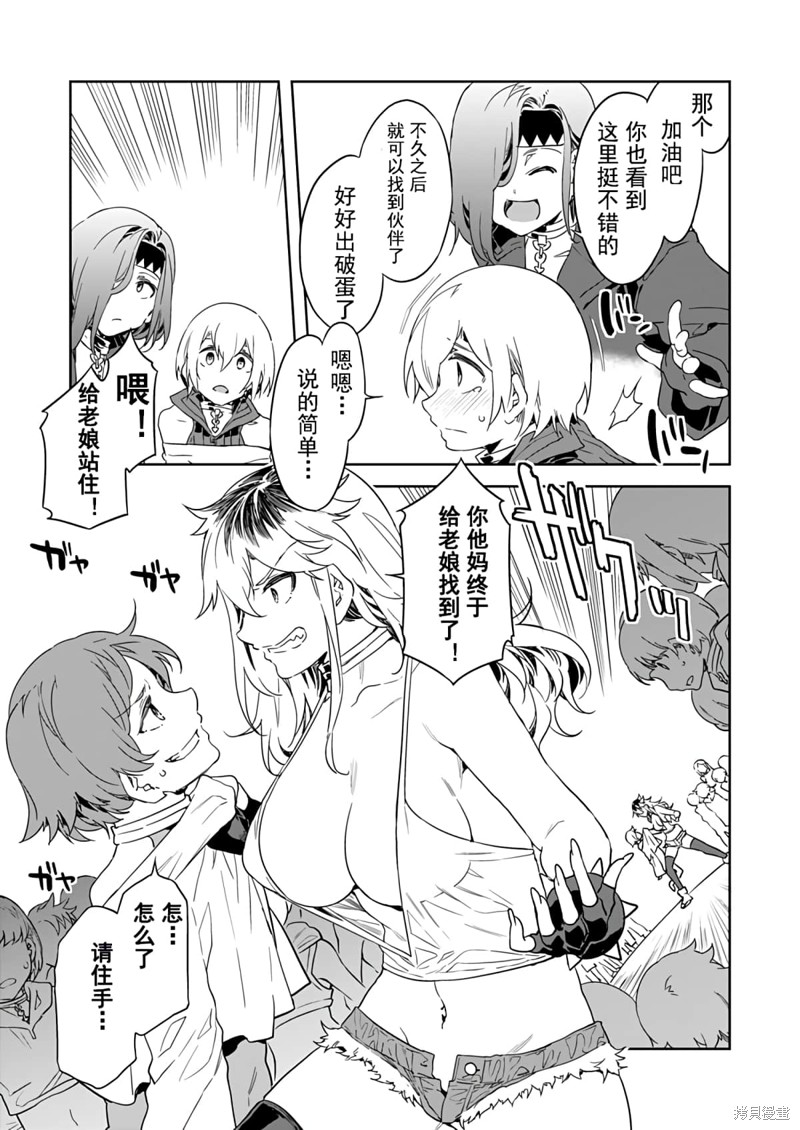 那个
加油吧
你也看到
这里挺不错的
不久之后
就可以找到伙伴了
好好出破蛋了
嗯嗯…
说的简单…
喂！
给老娘站住！
你他妈终于
给老娘找到了！
ガヤ
ガヤ
ガヤ
怎…
怎么了
请住手…
拷贝漫畫